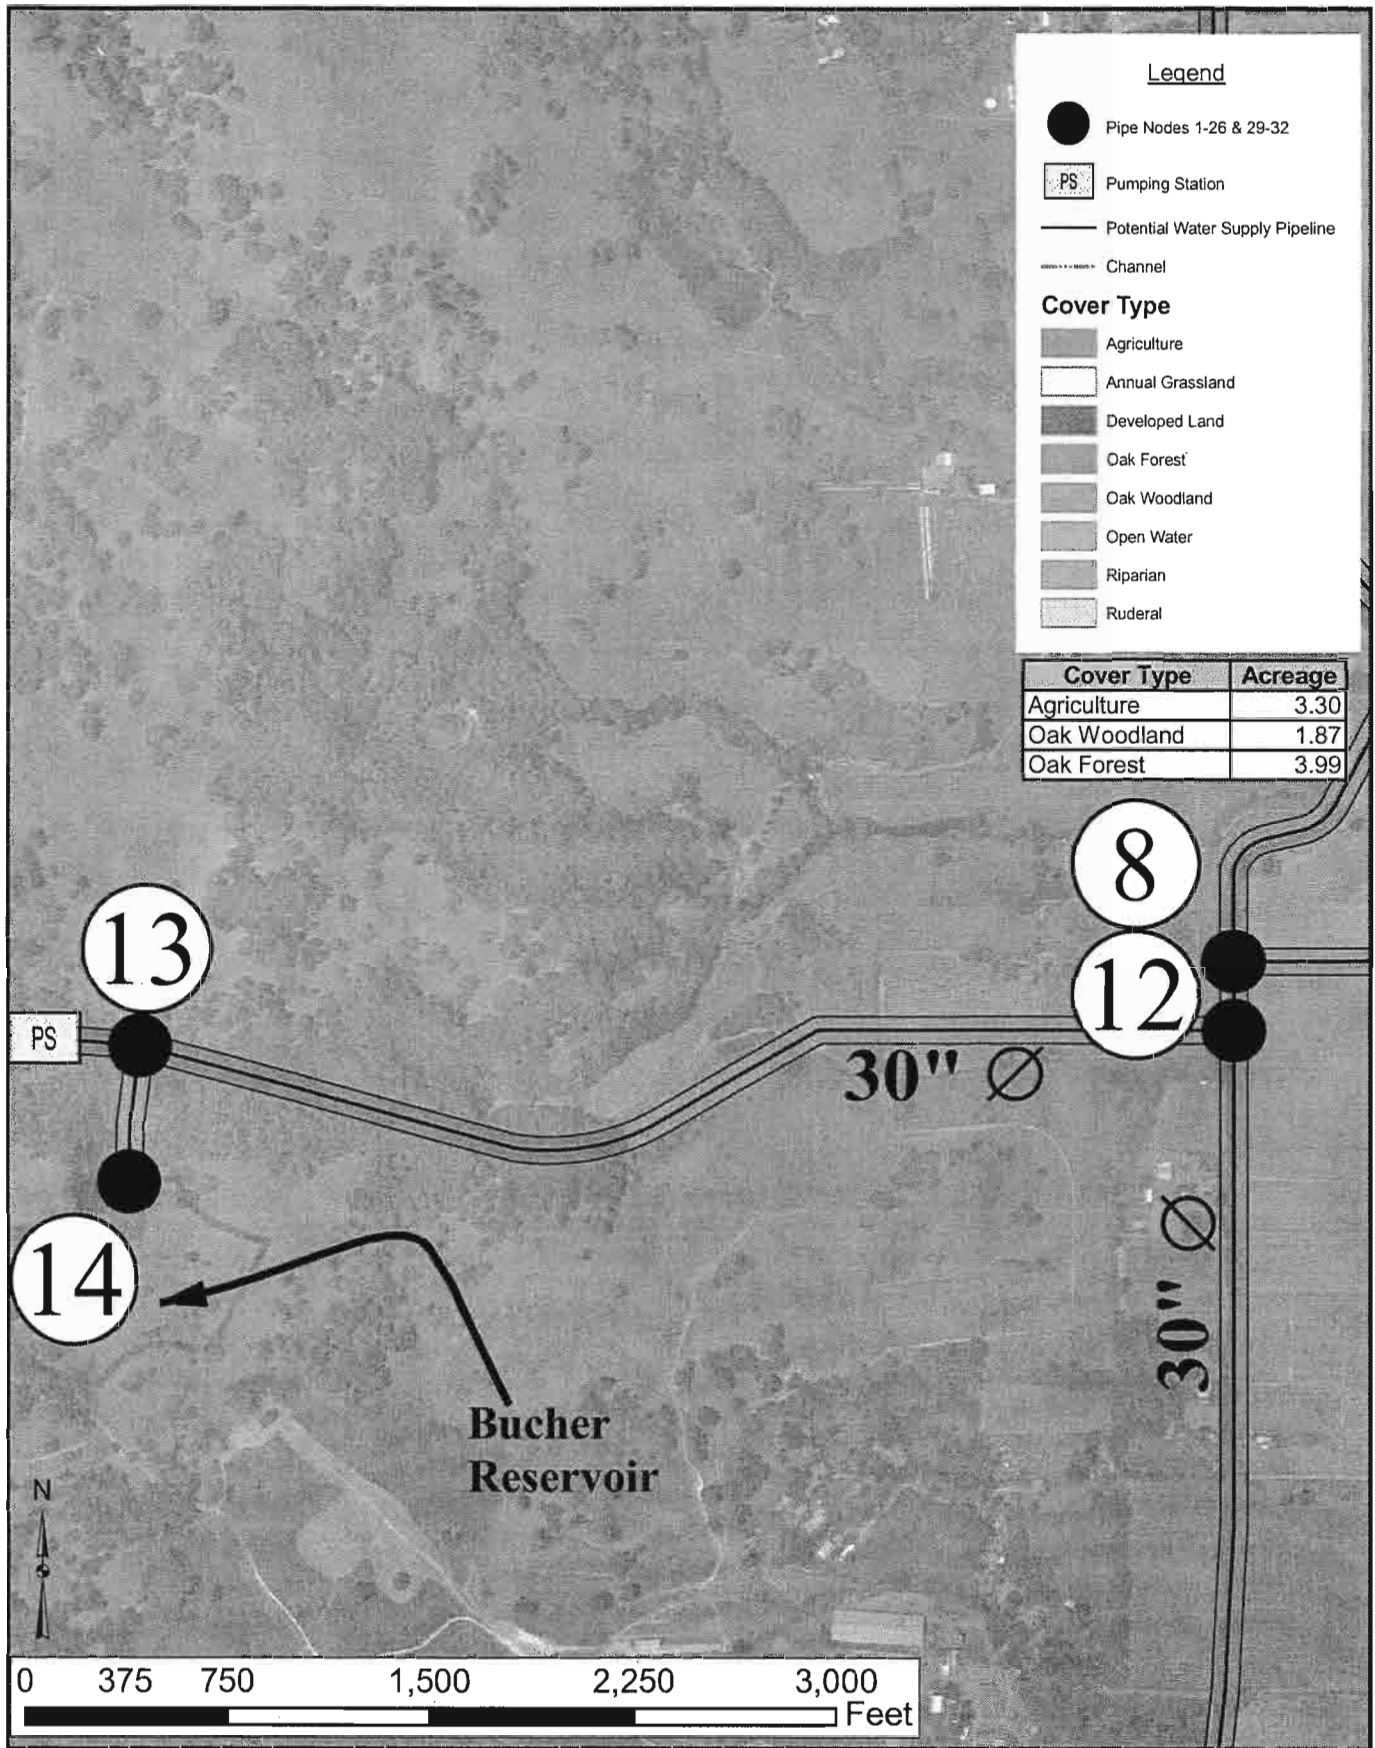 Legend
Pipe Nodes 1-26 & 29-32
PS Pumping Station
Potential Water Supply Pipeline
Channel
Cover Type
Agriculture
Annual Grassland
Developed Land
Oak Forest
Oak Woodland
Open Water
Riparian
Ruderal
Cover Type Acreage
Agriculture 3.30
Oak Woodland 1.87
Oak Forest 3.99
8
13
12
PS
30" Ø
14
30" Ø
Bucher
Reservoir
N
0 375 750 1,500 2,250 3,000
Feet